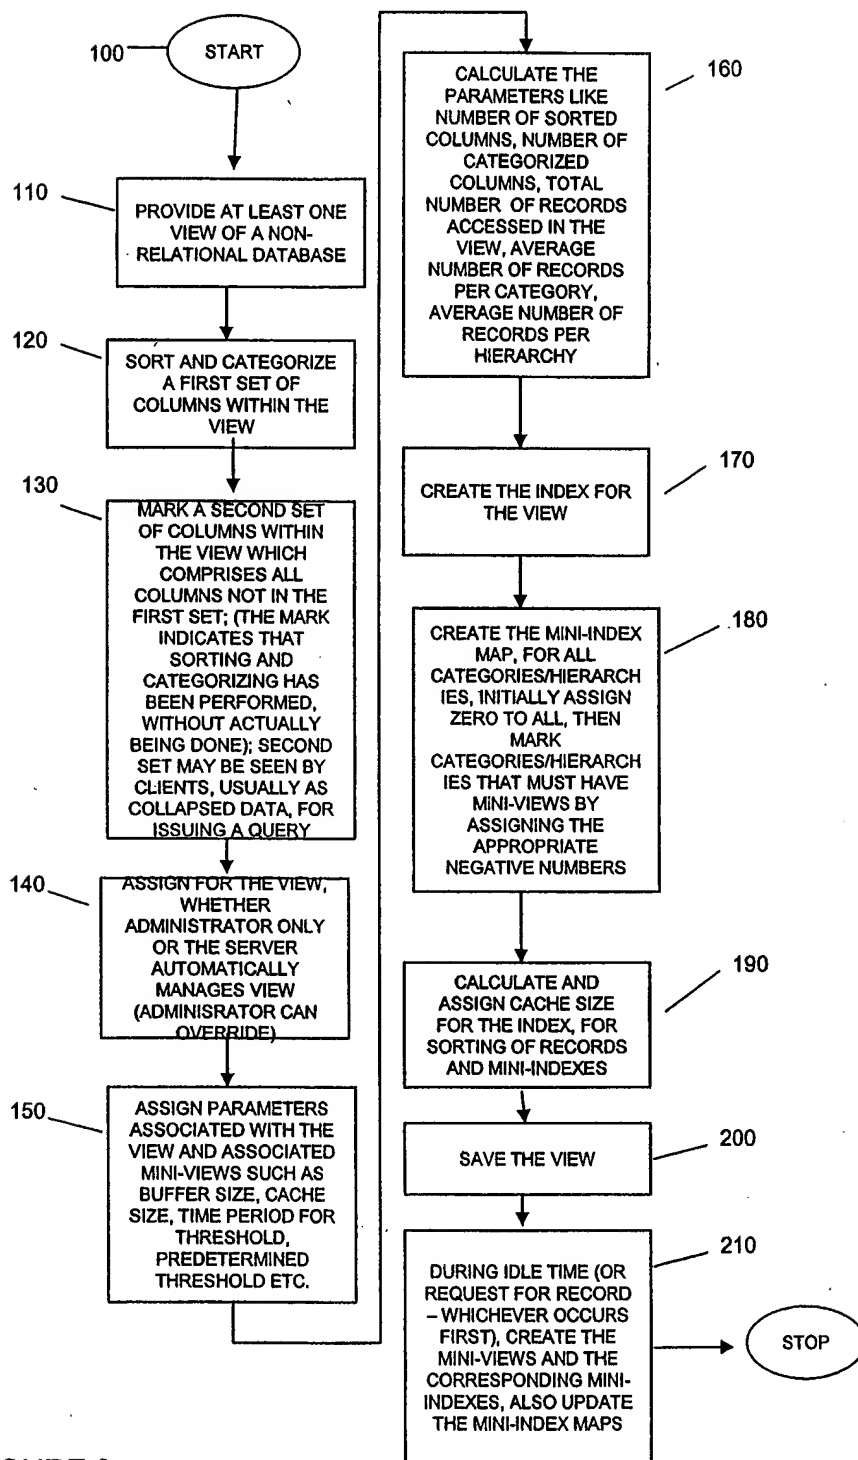 100
START
110
PROVIDE AT LEAST ONE
VIEW OF A NON-
RELATIONAL DATABASE
120
SORT AND CATEGORIZE
A FIRST SET OF
COLUMNS WITHIN THE
VIEW
130
MARK A SECOND SET
OF COLUMNS WITHIN
THE VIEW WHICH
COMPRISES ALL
COLUMNS NOT IN THE
FIRST SET; (THE MARK
INDICATES THAT
SORTING AND
CATEGORIZING HAS
BEEN PERFORMED,
WITHOUT ACTUALLY
BEING DONE); SECOND
SET MAY BE SEEN BY
CLIENTS, USUALLY AS
COLLAPSED DATA, FOR
ISSUING A QUERY
140
ASSIGN FOR THE VIEW,
WHETHER
ADMINISTRATOR ONLY
OR THE SERVER
AUTOMATICALLY
MANAGES VIEW
(ADMINISRATOR CAN
OVERRIDE)
150
ASSIGN PARAMETERS
ASSOCIATED WITH THE
VIEW AND ASSOCIATED
MINI-VIEWS SUCH AS
BUFFER SIZE, CACHE
SIZE, TIME PERIOD FOR
THRESHOLD,
PREDETERMINED
THRESHOLD ETC.
160
CALCULATE THE
PARAMETERS LIKE
NUMBER OF SORTED
COLUMNS, NUMBER OF
CATEGORIZED
COLUMNS, TOTAL
NUMBER OF RECORDS
ACCESSED IN THE
VIEW, AVERAGE
NUMBER OF RECORDS
PER CATEGORY,
AVERAGE NUMBER OF
RECORDS PER
HIERARCHY
170
CREATE THE INDEX FOR
THE VIEW
180
CREATE THE MINI-INDEX
MAP, FOR ALL
CATEGORIES/HIERARCH
IES, INITIALLY ASSIGN
ZERO TO ALL, THEN
MARK
CATEGORIES/HIERARCH
IES THAT MUST HAVE
MINI-VIEWS BY
ASSIGNING THE
APPROPRIATE
NEGATIVE NUMBERS
190
CALCULATE AND
ASSIGN CACHE SIZE
FOR THE INDEX, FOR
SORTING OF RECORDS
AND MINI-INDEXES
200
SAVE THE VIEW
210
DURING IDLE TIME (OR
REQUEST FOR RECORD
– WHICHEVER OCCURS
FIRST), CREATE THE
MINI-VIEWS AND THE
CORRESPONDING MINI-
INDEXES, ALSO UPDATE
THE MINI-INDEX MAPS
STOP